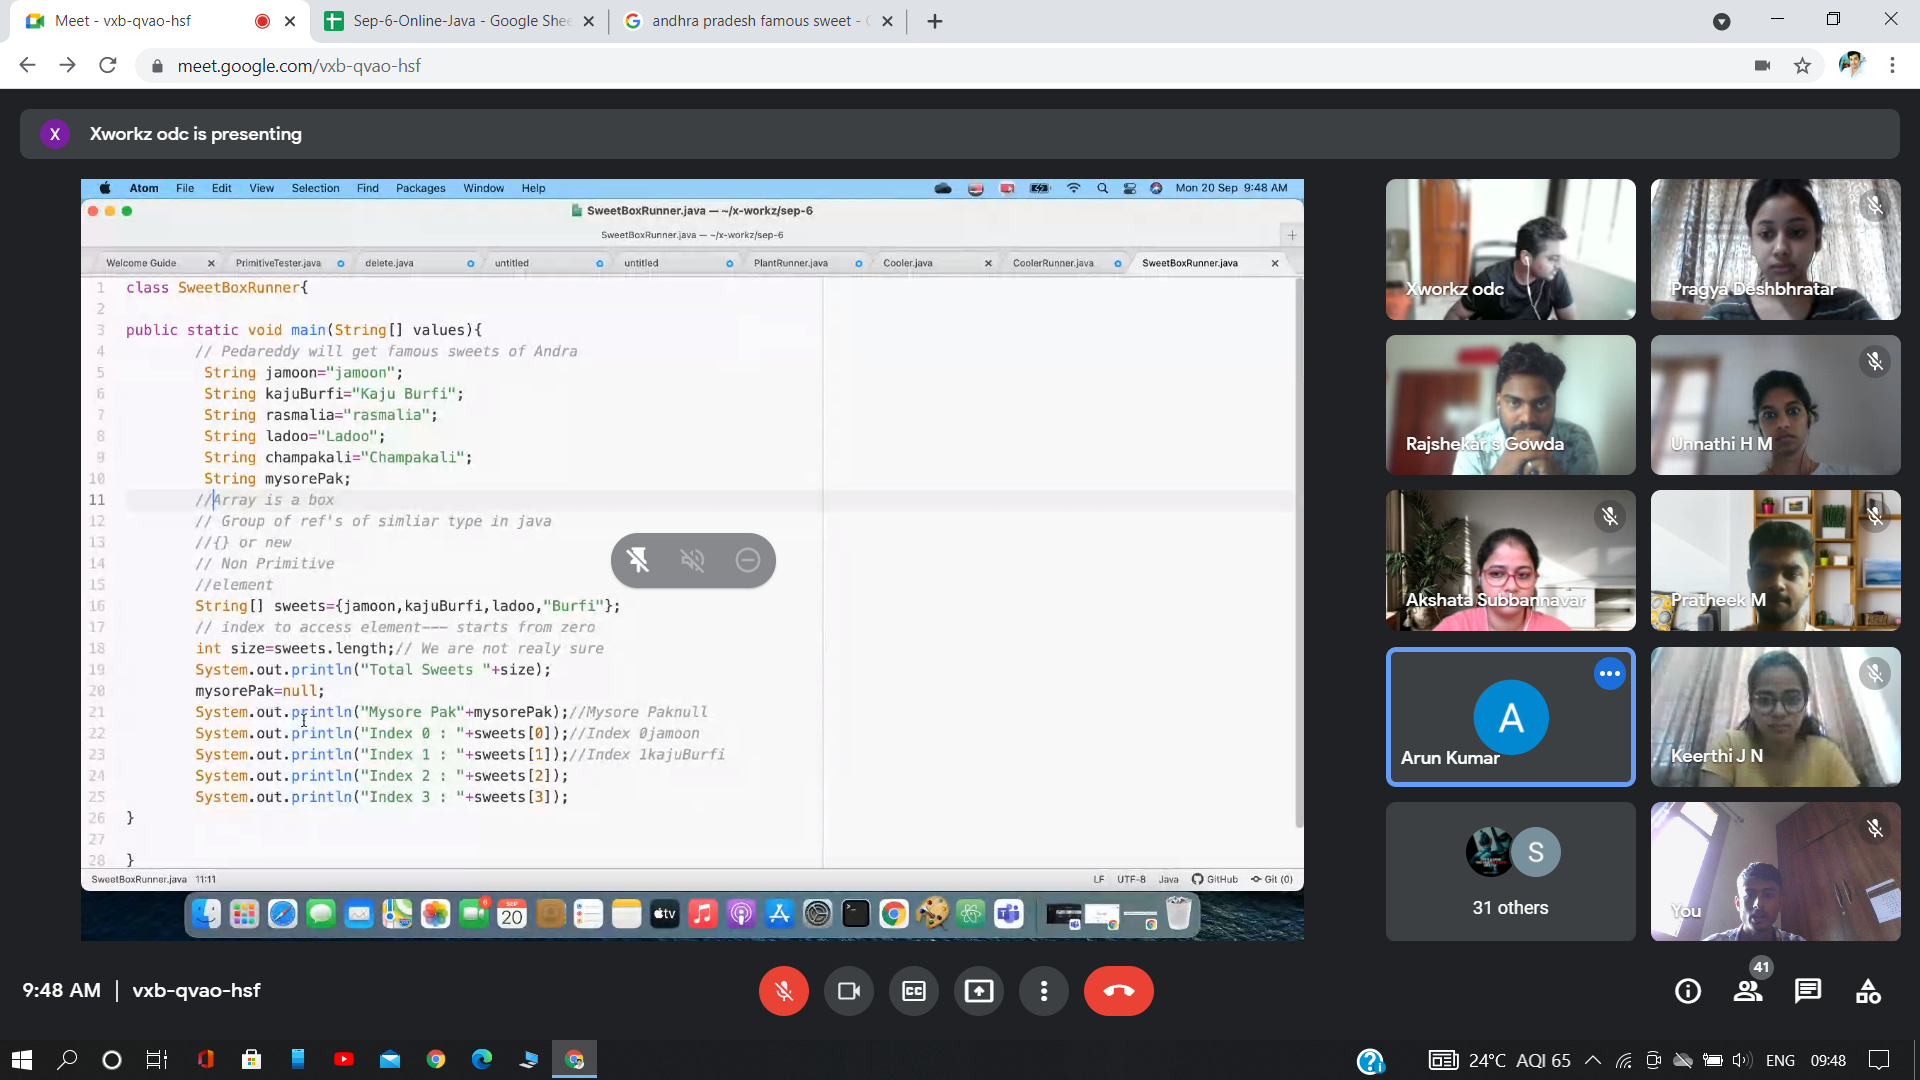 Meet - vxb-qvao-hsf
Sep-6-Online-Java - Google Shee
andhra pradesh famous sweet -
meet.google.com/vxb-qvao-hsf
X
Xworkz odc is presenting
Atom File Edit View Selection Find Packages Window Help
Mon 20 Sep 9:48 AM
SweetBoxRunner.java — ~/x-workz/sep-6
SweetBoxRunner.java — ~/x-workz/sep-6
Welcome Guide
PrimitiveTester.java
delete.java
untitled
untitled
PlantRunner.java
Cooler.java
CoolerRunner.java
SweetBoxRunner.java
1 class SweetBoxRunner{
2
3 public static void main(String[] values){
4 // Pedareddy will get famous sweets of Andra
5 String jamoon="jamoon";
6 String kajuBurfi="Kaju Burfi";
7 String rasmalia="rasmalia";
8 String ladoo="Ladoo";
9 String champakali="Champakali";
10 String mysorePak;
11 //Array is a box
12 // Group of ref's of simliar type in java
13 //{} or new
14 // Non Primitive
15 //element
16 String[] sweets={jamoon,kajuBurfi,ladoo,"Burfi"};
17 // index to access element--- starts from zero
18 int size=sweets.length;// We are not realy sure
19 System.out.println("Total Sweets "+size);
20 mysorePak=null;
21 System.out.println("Mysore Pak"+mysorePak);//Mysore Paknull
22 System.out.println("Index 0 : "+sweets[0]);//Index 0jamoon
23 System.out.println("Index 1 : "+sweets[1]);//Index 1kajuBurfi
24 System.out.println("Index 2 : "+sweets[2]);
25 System.out.println("Index 3 : "+sweets[3]);
26 }
27
28 }
SweetBoxRunner.java 11:11
LF UTF-8 Java GitHub Git (0)
6
SEP
20
tv
Xworkz odc
Pragya Deshbhratar
Rajshekar s Gowda
Unnathi H M
Akshata Subbannavar
Pratheek M
A
Arun Kumar
Keerthi J N
S
31 others
You
9:48 AM | vxb-qvao-hsf
CC
41
24°C AQI 65
ENG
09:48